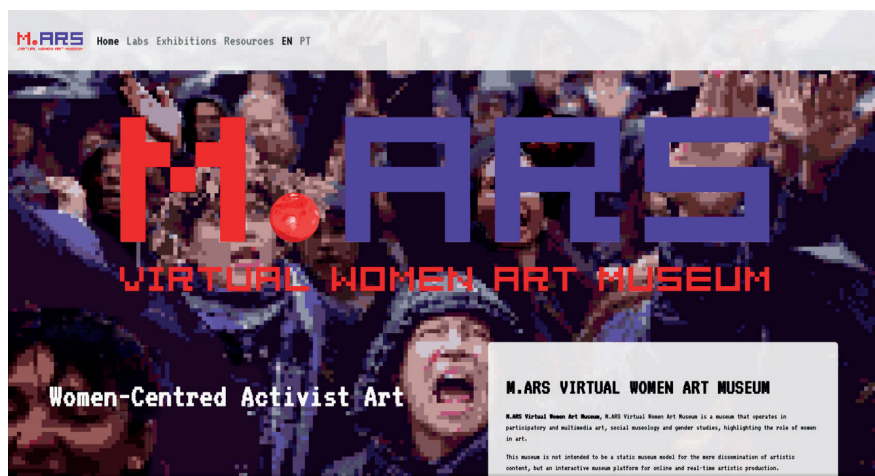 M.ARS
VIRTUAL WOMEN ART MUSEUM
Home Labs Exhibitions Resources EN PT
M.ARS
VIRTUAL WOMEN ART MUSEUM
Women-Centred Activist Art
M.ARS VIRTUAL WOMEN ART MUSEUM
M.ARS Virtual Women Art Museum, M.ARS Virtual Women Art Museum is a museum that operates in
participatory and multimedia art, social museology and gender studies, highlighting the role of women
in art.
This museum is not intended to be a static museum model for the mere dissemination of artistic
content, but an interactive museum platform for online and real-time artistic production.